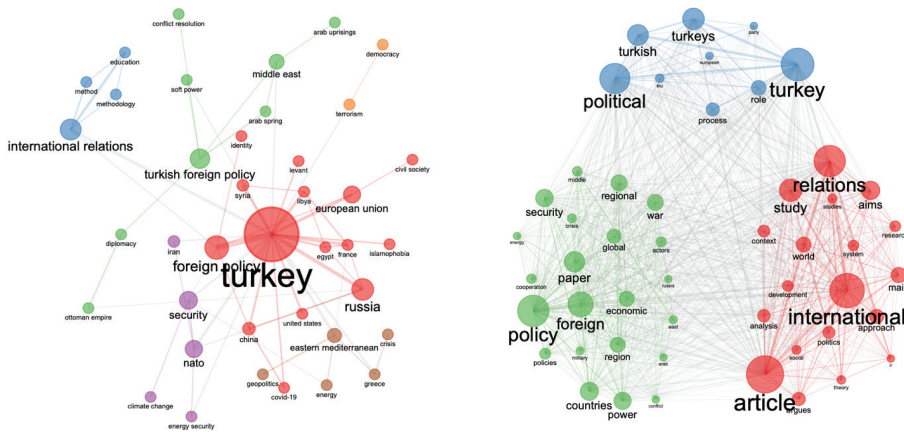 conflict resolution
arab uprisings
education
democracy
middle east
method
soft power
methodology
terrorism
arab spring
international relations
identity
turkish foreign policy
levant
civil society
syria
libya
european union
diplomacy
iran
foreign policy
egypt
france
islamophobia
turkey
security
russia
ottoman empire
united states
china
nato
eastern mediterranean
crisis
geopolitics
covid-19
energy
greece
climate change
energy security
turkeys
party
turkish
european
turkey
political
eu
role
process
middle
relations
security
regional
study
studies
aims
crisis
war
energy
global
actors
context
world
system
research
paper
cooperation
russia
development
main
policy
foreign
economic
international
east
analysis
approach
politics
policies
military
region
social
ir
article
theory
countries
power
conflict
argues